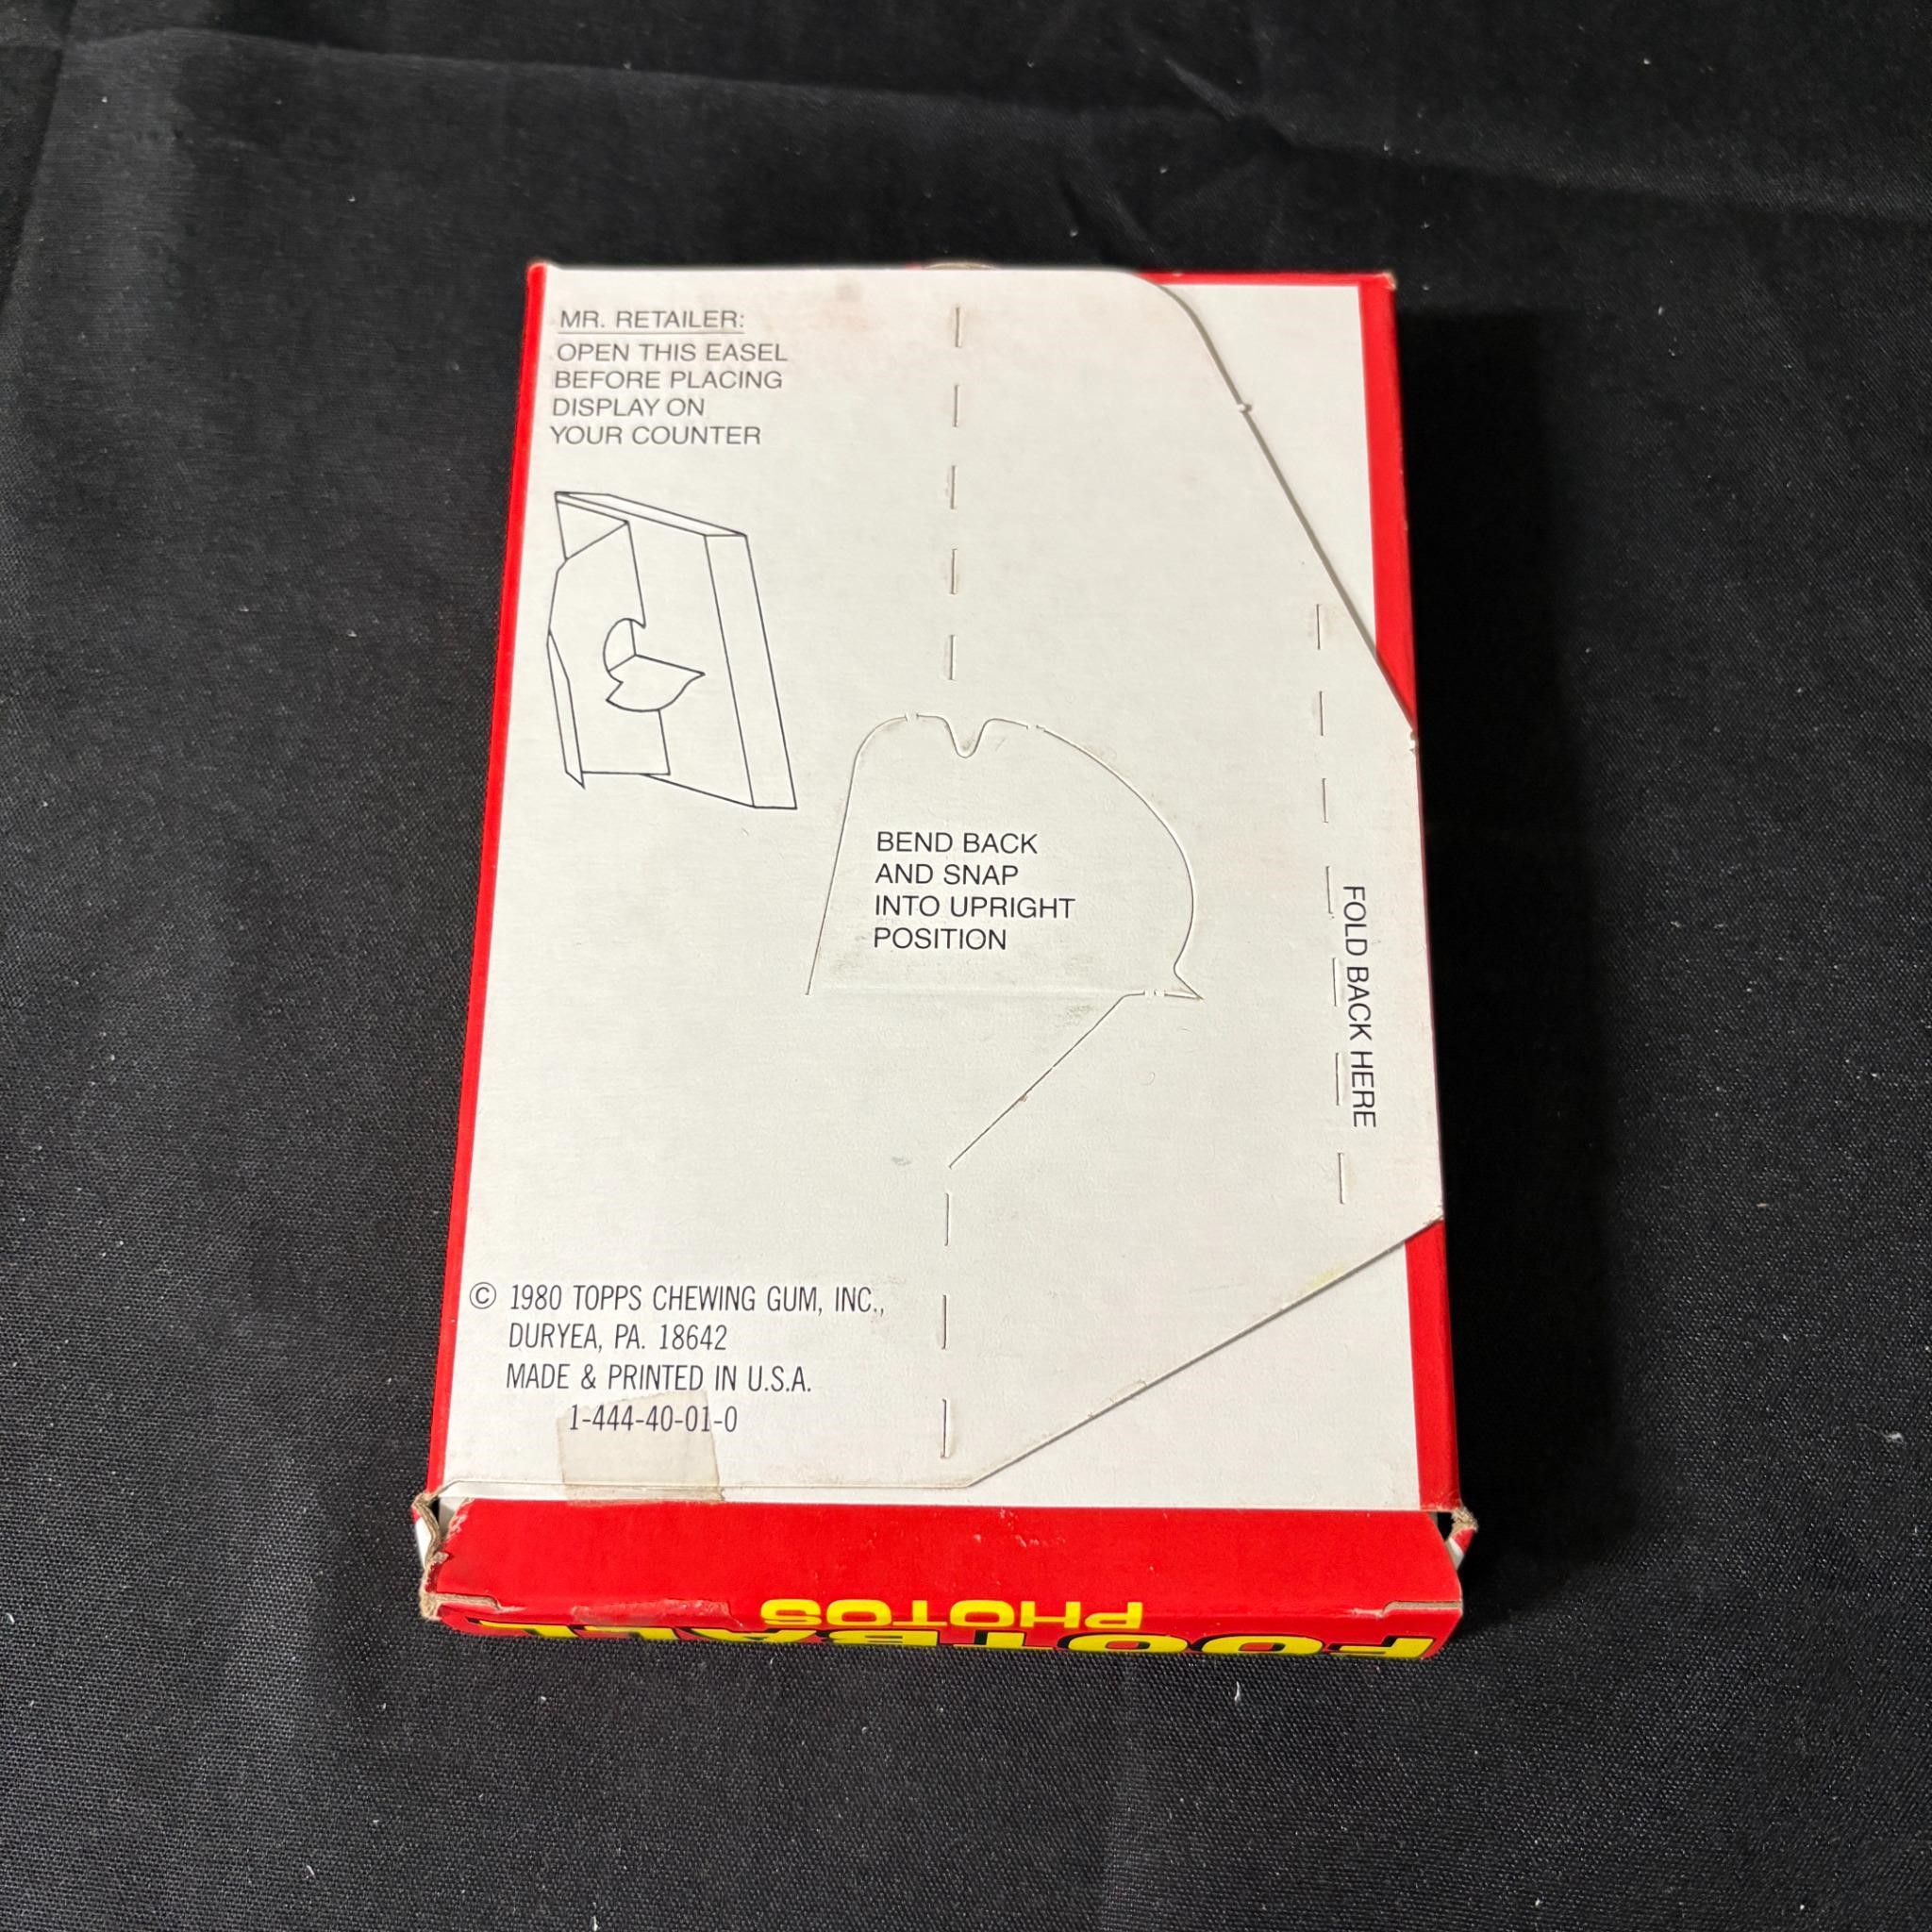 MR. RETAILER:
OPEN THIS EASEL
BEFORE PLACING
DISPLAY ON
YOUR COUNTER
BEND BACK
AND SNAP
INTO UPRIGHT
POSITION
FOLD BACK HERE
© 1980 TOPPS CHEWING GUM, INC.,
DURYEA, PA. 18642
MADE & PRINTED IN U.S.A.
1-444-40-01-0
FOOTBALL
PHOTOS